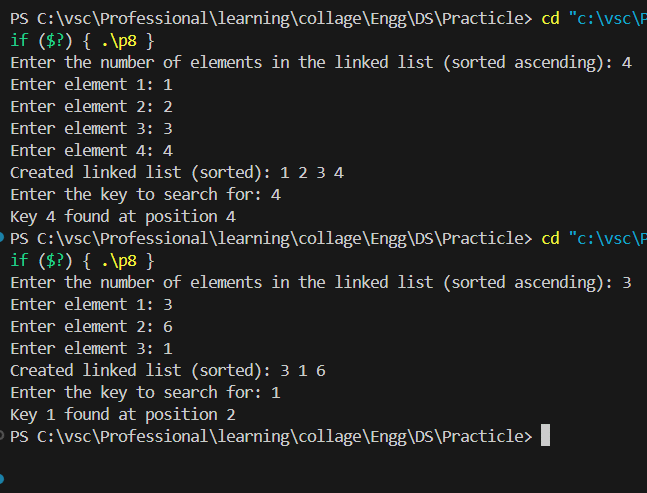 PS C:\vsc\Professional\learning\collage\Engg\DS\Practicle> cd "c:\vsc\P
if ($?) { .\p8 }
Enter the number of elements in the linked list (sorted ascending): 4
Enter element 1: 1
Enter element 2: 2
Enter element 3: 3
Enter element 4: 4
Created linked list (sorted): 1 2 3 4
Enter the key to search for: 4
Key 4 found at position 4
PS C:\vsc\Professional\learning\collage\Engg\DS\Practicle> cd "c:\vsc\P
if ($?) { .\p8 }
Enter the number of elements in the linked list (sorted ascending): 3
Enter element 1: 3
Enter element 2: 6
Enter element 3: 1
Created linked list (sorted): 3 1 6
Enter the key to search for: 1
Key 1 found at position 2
PS C:\vsc\Professional\learning\collage\Engg\DS\Practicle>